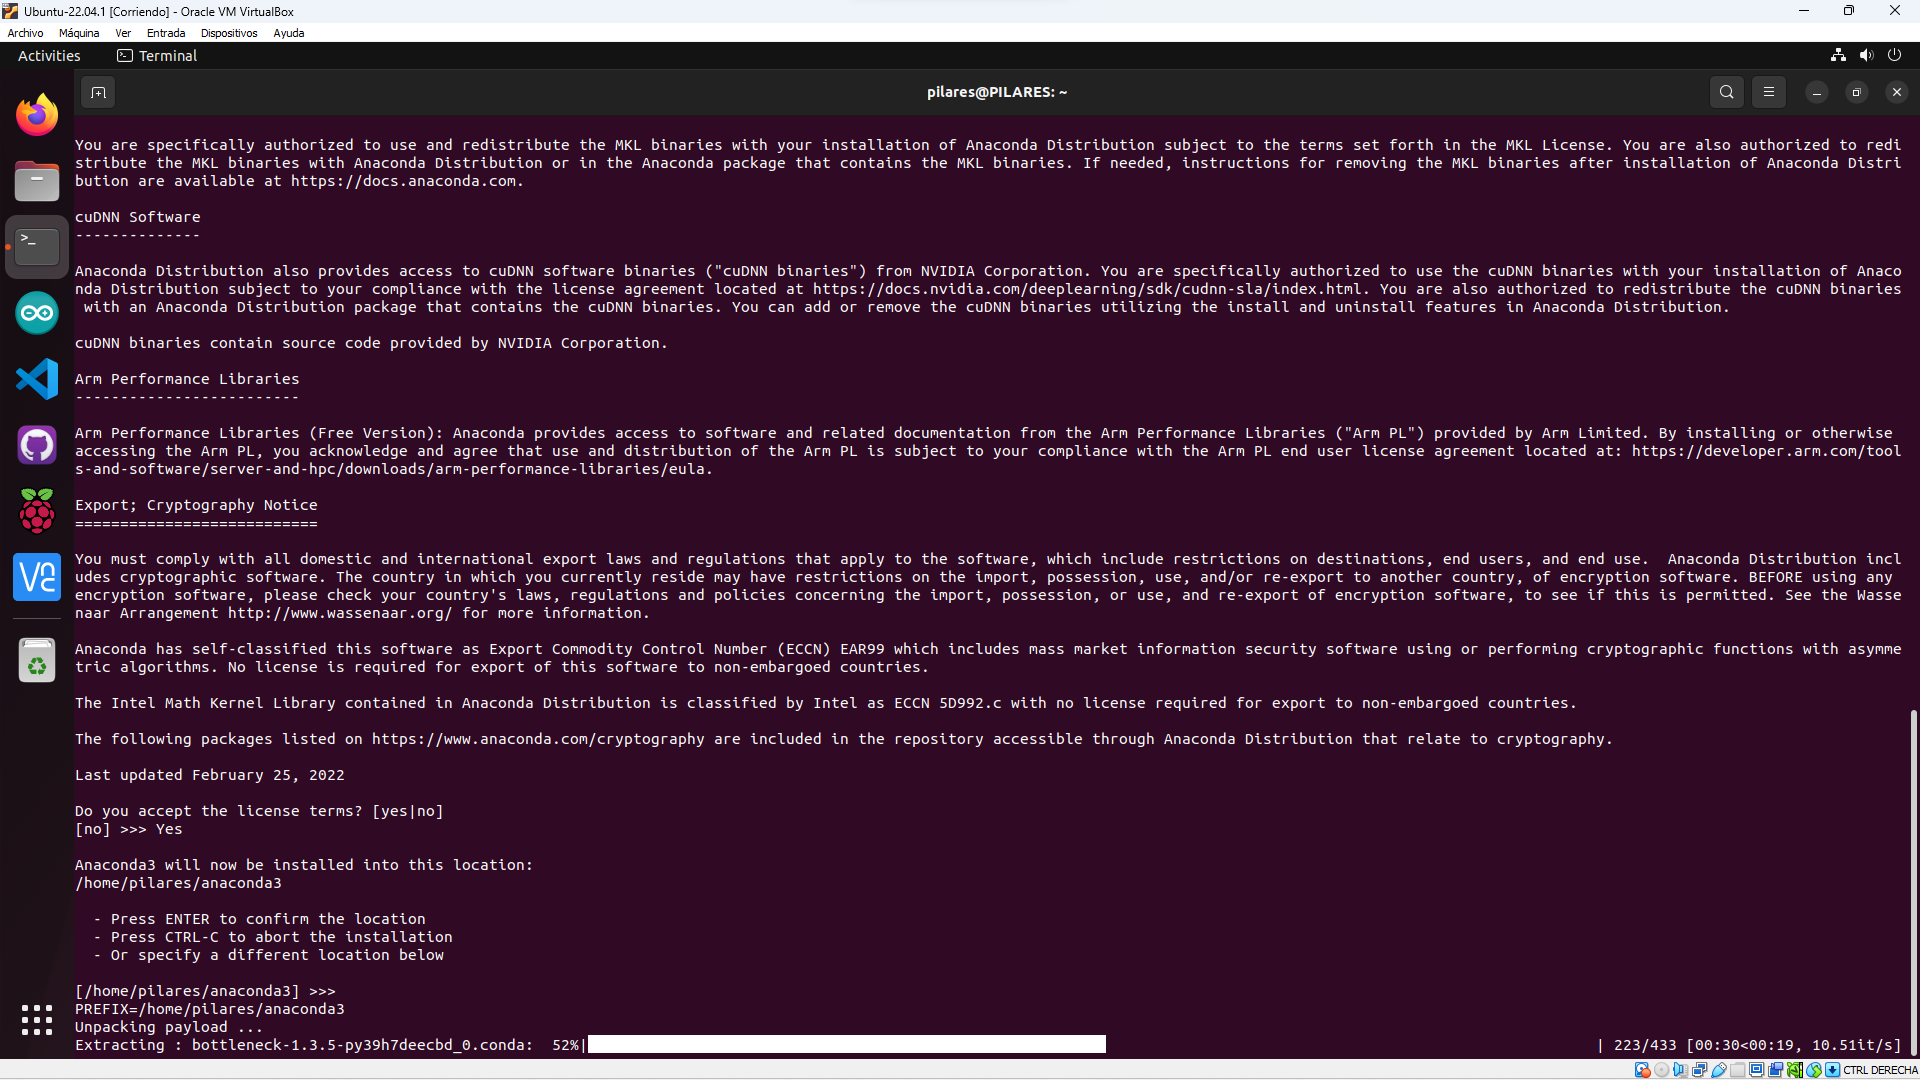 Ubuntu-22.04.1 [Corriendo] - Oracle VM VirtualBox
Archivo Máquina Ver Entrada Dispositivos Ayuda
Activities Terminal
pilares@PILARES: ~
You are specifically authorized to use and redistribute the MKL binaries with your installation of Anaconda Distribution subject to the terms set forth in the MKL License. You are also authorized to redi
stribute the MKL binaries with Anaconda Distribution or in the Anaconda package that contains the MKL binaries. If needed, instructions for removing the MKL binaries after installation of Anaconda Distri
bution are available at https://docs.anaconda.com.
cuDNN Software
--------------
Anaconda Distribution also provides access to cuDNN software binaries ("cuDNN binaries") from NVIDIA Corporation. You are specifically authorized to use the cuDNN binaries with your installation of Anaco
nda Distribution subject to your compliance with the license agreement located at https://docs.nvidia.com/deeplearning/sdk/cudnn-sla/index.html. You are also authorized to redistribute the cuDNN binaries
with an Anaconda Distribution package that contains the cuDNN binaries. You can add or remove the cuDNN binaries utilizing the install and uninstall features in Anaconda Distribution.
cuDNN binaries contain source code provided by NVIDIA Corporation.
Arm Performance Libraries
-------------------------
Arm Performance Libraries (Free Version): Anaconda provides access to software and related documentation from the Arm Performance Libraries ("Arm PL") provided by Arm Limited. By installing or otherwise
accessing the Arm PL, you acknowledge and agree that use and distribution of the Arm PL is subject to your compliance with the Arm PL end user license agreement located at: https://developer.arm.com/tool
s-and-software/server-and-hpc/downloads/arm-performance-libraries/eula.
Export; Cryptography Notice
===========================
You must comply with all domestic and international export laws and regulations that apply to the software, which include restrictions on destinations, end users, and end use.  Anaconda Distribution incl
udes cryptographic software. The country in which you currently reside may have restrictions on the import, possession, use, and/or re-export to another country, of encryption software. BEFORE using any
encryption software, please check your country's laws, regulations and policies concerning the import, possession, or use, and re-export of encryption software, to see if this is permitted. See the Wasse
naar Arrangement http://www.wassenaar.org/ for more information.
Anaconda has self-classified this software as Export Commodity Control Number (ECCN) EAR99 which includes mass market information security software using or performing cryptographic functions with asymme
tric algorithms. No license is required for export of this software to non-embargoed countries.
The Intel Math Kernel Library contained in Anaconda Distribution is classified by Intel as ECCN 5D992.c with no license required for export to non-embargoed countries.
The following packages listed on https://www.anaconda.com/cryptography are included in the repository accessible through Anaconda Distribution that relate to cryptography.
Last updated February 25, 2022
Do you accept the license terms? [yes|no]
[no] >>> Yes
Anaconda3 will now be installed into this location:
/home/pilares/anaconda3
- Press ENTER to confirm the location
- Press CTRL-C to abort the installation
- Or specify a different location below
[/home/pilares/anaconda3] >>>
PREFIX=/home/pilares/anaconda3
Unpacking payload ...
Extracting : bottleneck-1.3.5-py39h7deecbd_0.conda:  52%| | 223/433 [00:30<00:19, 10.51it/s]
CTRL DERECHA